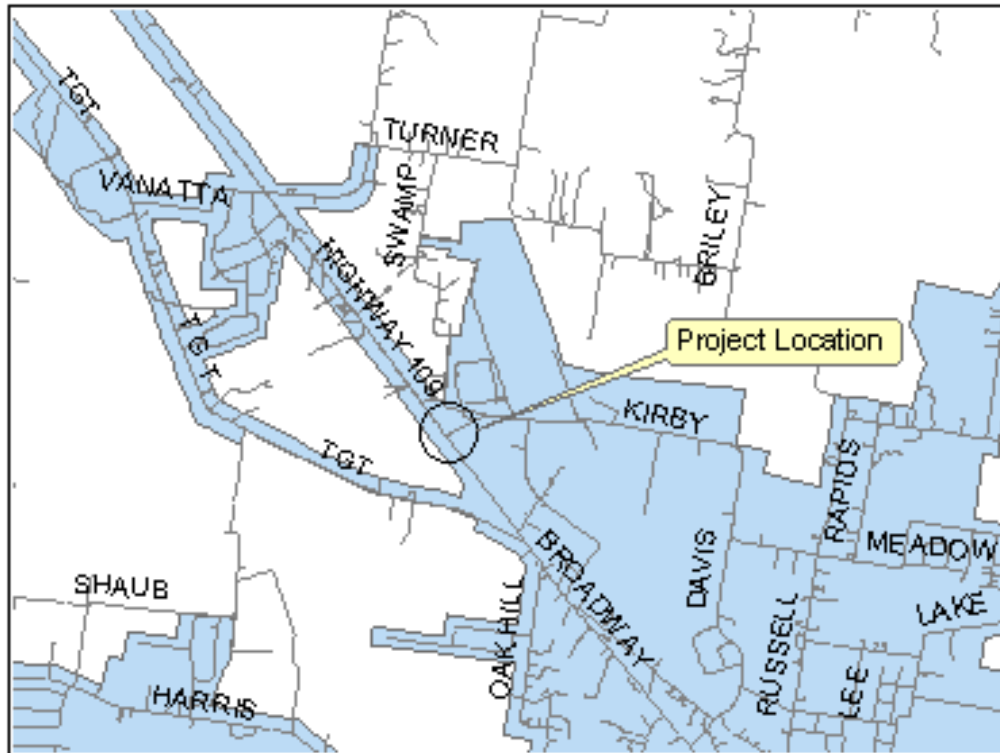 TGT
TURNER
VANATTA
SWAMP
BRILEY
HIGHWAY 109
TGT
Project Location
KIRBY
TGT
RAPIDS
BROADWAY
MEADOW
DAVIS
SHAUB
LAKE
OAK HILL
RUSSELL
LEE
HARRIS